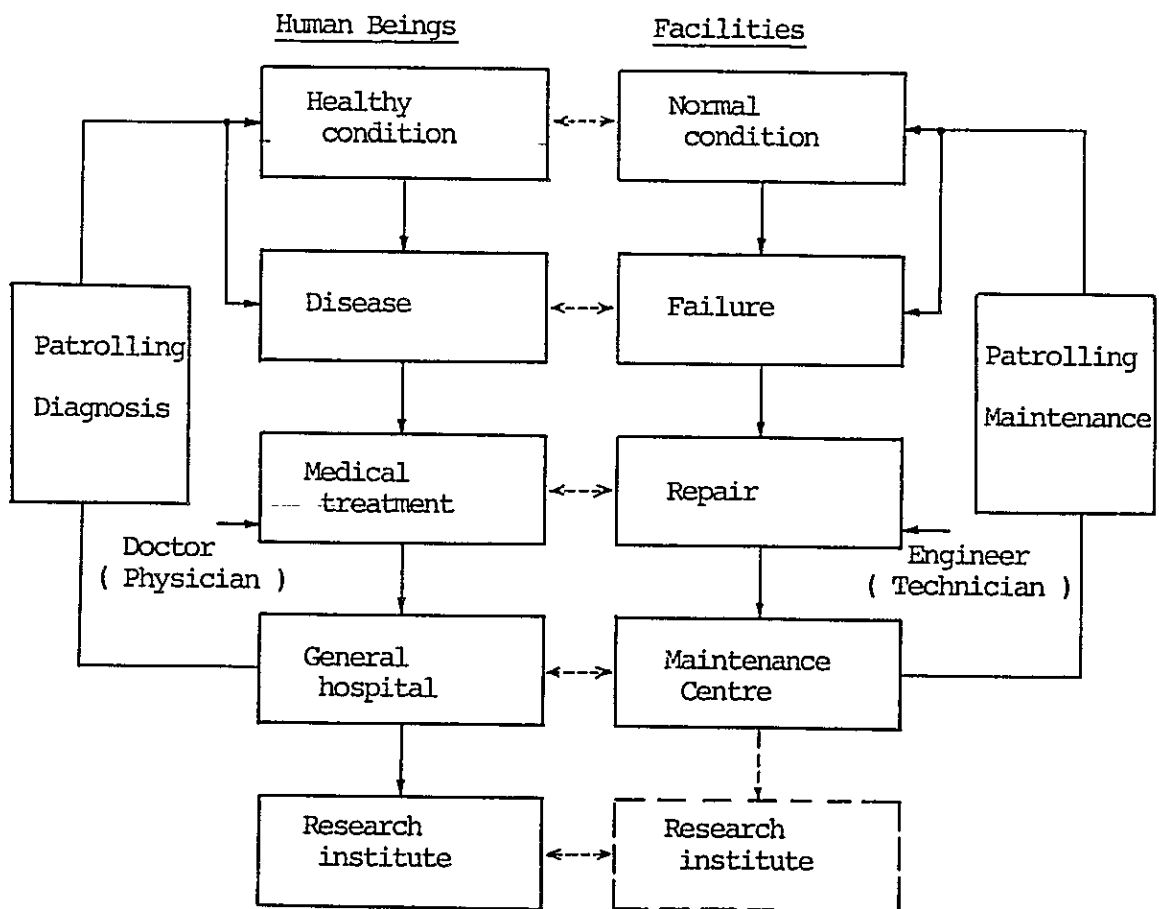 Human Beings
Facilities
Healthy
condition
Normal
condition
Disease
Failure
Patrolling
Diagnosis
Patrolling
Maintenance
Medical
treatment
Repair
Doctor
( Physician )
Engineer
( Technician )
General
hospital
Maintenance
Centre
Research
institute
Research
institute